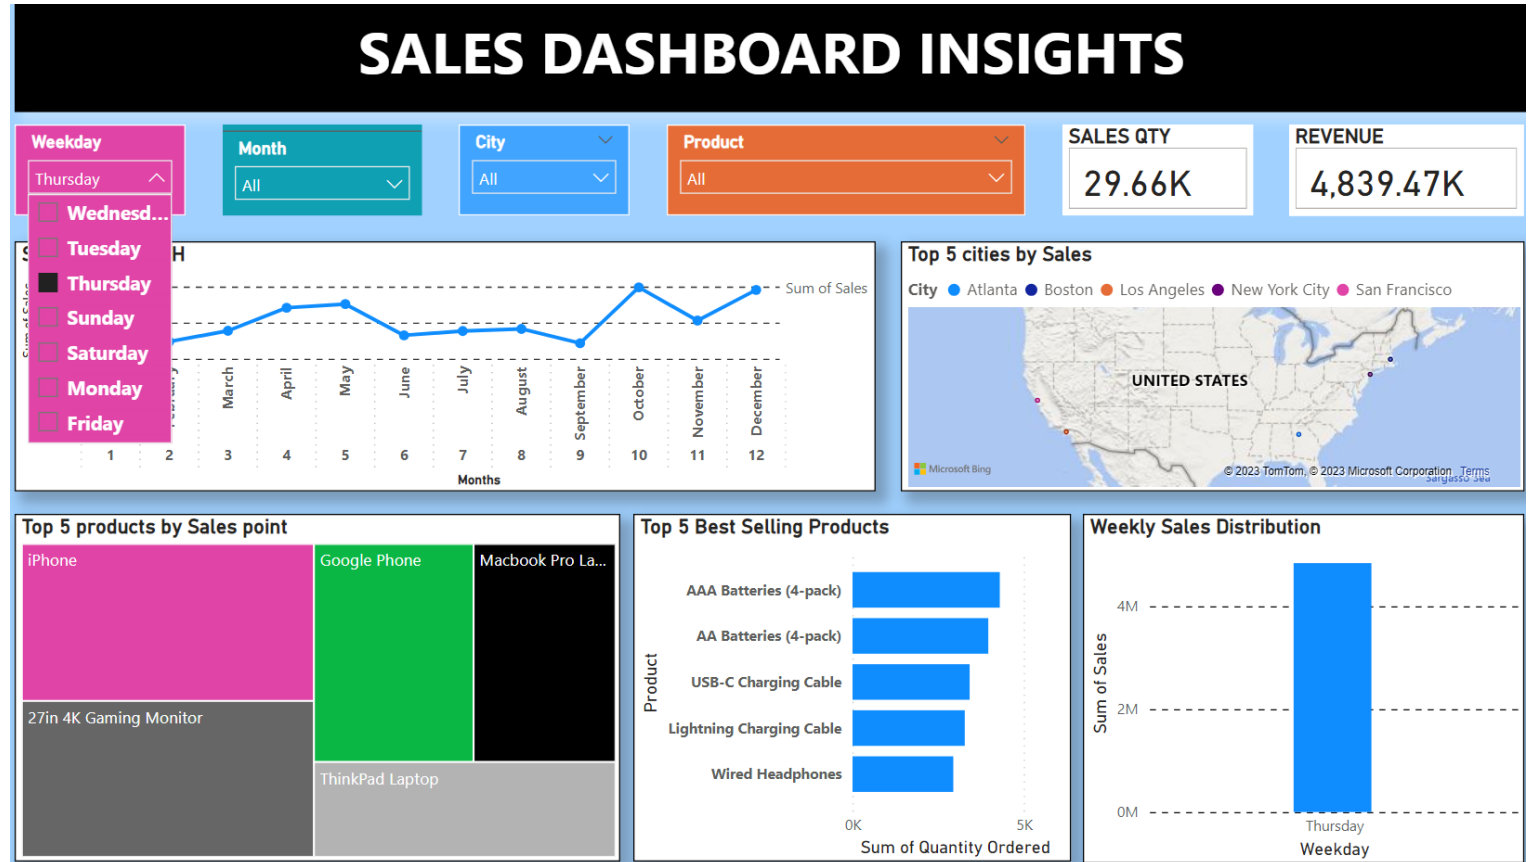 SALES DASHBOARD INSIGHTS
Weekday
Thursday
Wednesd...
Tuesday
Thursday
Sunday
Saturday
Monday
Friday
Month
All
City
All
Product
All
SALES QTY
29.66K
REVENUE
4,839.47K
S
H
Sum of Sales
March
April
May
June
July
August
September
October
November
December
1 2 3 4 5 6 7 8 9 10 11 12
Months
Top 5 cities by Sales
City Atlanta Boston Los Angeles New York City San Francisco
UNITED STATES
Microsoft Bing
© 2023 TomTom, © 2023 Microsoft Corporation Terms
Sargasso Sea
Top 5 products by Sales point
iPhone
Google Phone
Macbook Pro La...
27in 4K Gaming Monitor
ThinkPad Laptop
Top 5 Best Selling Products
Product
AAA Batteries (4-pack)
AA Batteries (4-pack)
USB-C Charging Cable
Lightning Charging Cable
Wired Headphones
0K 5K
Sum of Quantity Ordered
Weekly Sales Distribution
Sum of Sales
4M
2M
0M
Thursday
Weekday